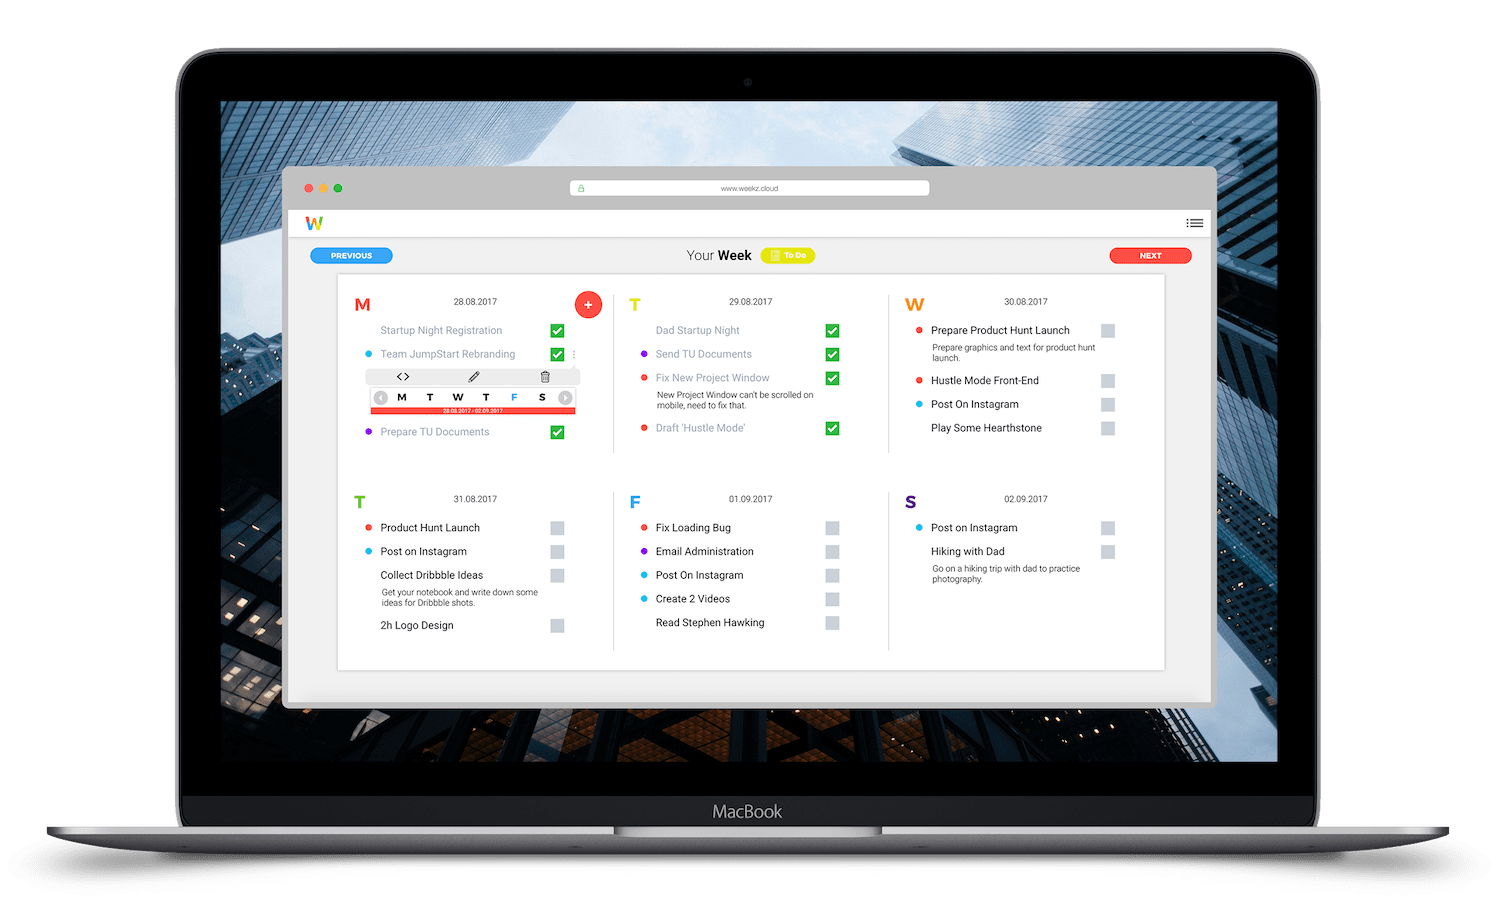 www.weekz.cloud
W
PREVIOUS
Your Week
To Do
NEXT
M
28.08.2017
+
Startup Night Registration
Team JumpStart Rebranding
M T W T F S
28.08.2017 - 02.09.2017
Prepare TU Documents
T
29.08.2017
Dad Startup Night
Send TU Documents
Fix New Project Window
New Project Window can't be scrolled on
mobile, need to fix that.
Draft 'Hustle Mode'
W
30.08.2017
Prepare Product Hunt Launch
Prepare graphics and text for product hunt
launch.
Hustle Mode Front-End
Post On Instagram
Play Some Hearthstone
T
31.08.2017
Product Hunt Launch
Post on Instagram
Collect Dribbble Ideas
Get your notebook and write down some
ideas for Dribbble shots.
2h Logo Design
F
01.09.2017
Fix Loading Bug
Email Administration
Post On Instagram
Create 2 Videos
Read Stephen Hawking
S
02.09.2017
Post on Instagram
Hiking with Dad
Go on a hiking trip with dad to practice
photography.
MacBook